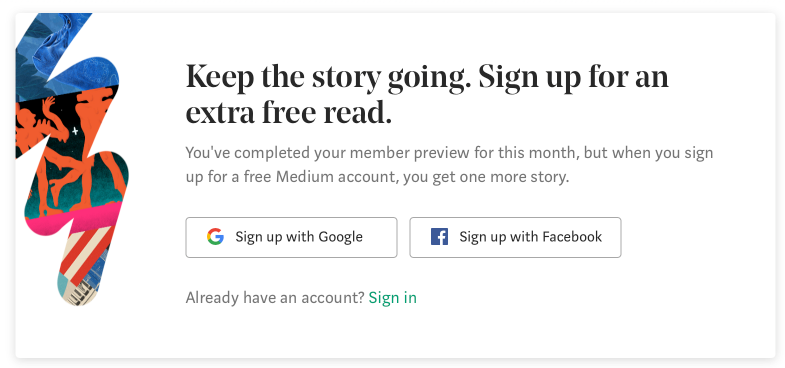 Keep the story going. Sign up for an
extra free read.
You've completed your member preview for this month, but when you sign
up for a free Medium account, you get one more story.
Sign up with Google
Sign up with Facebook
Already have an account? Sign in